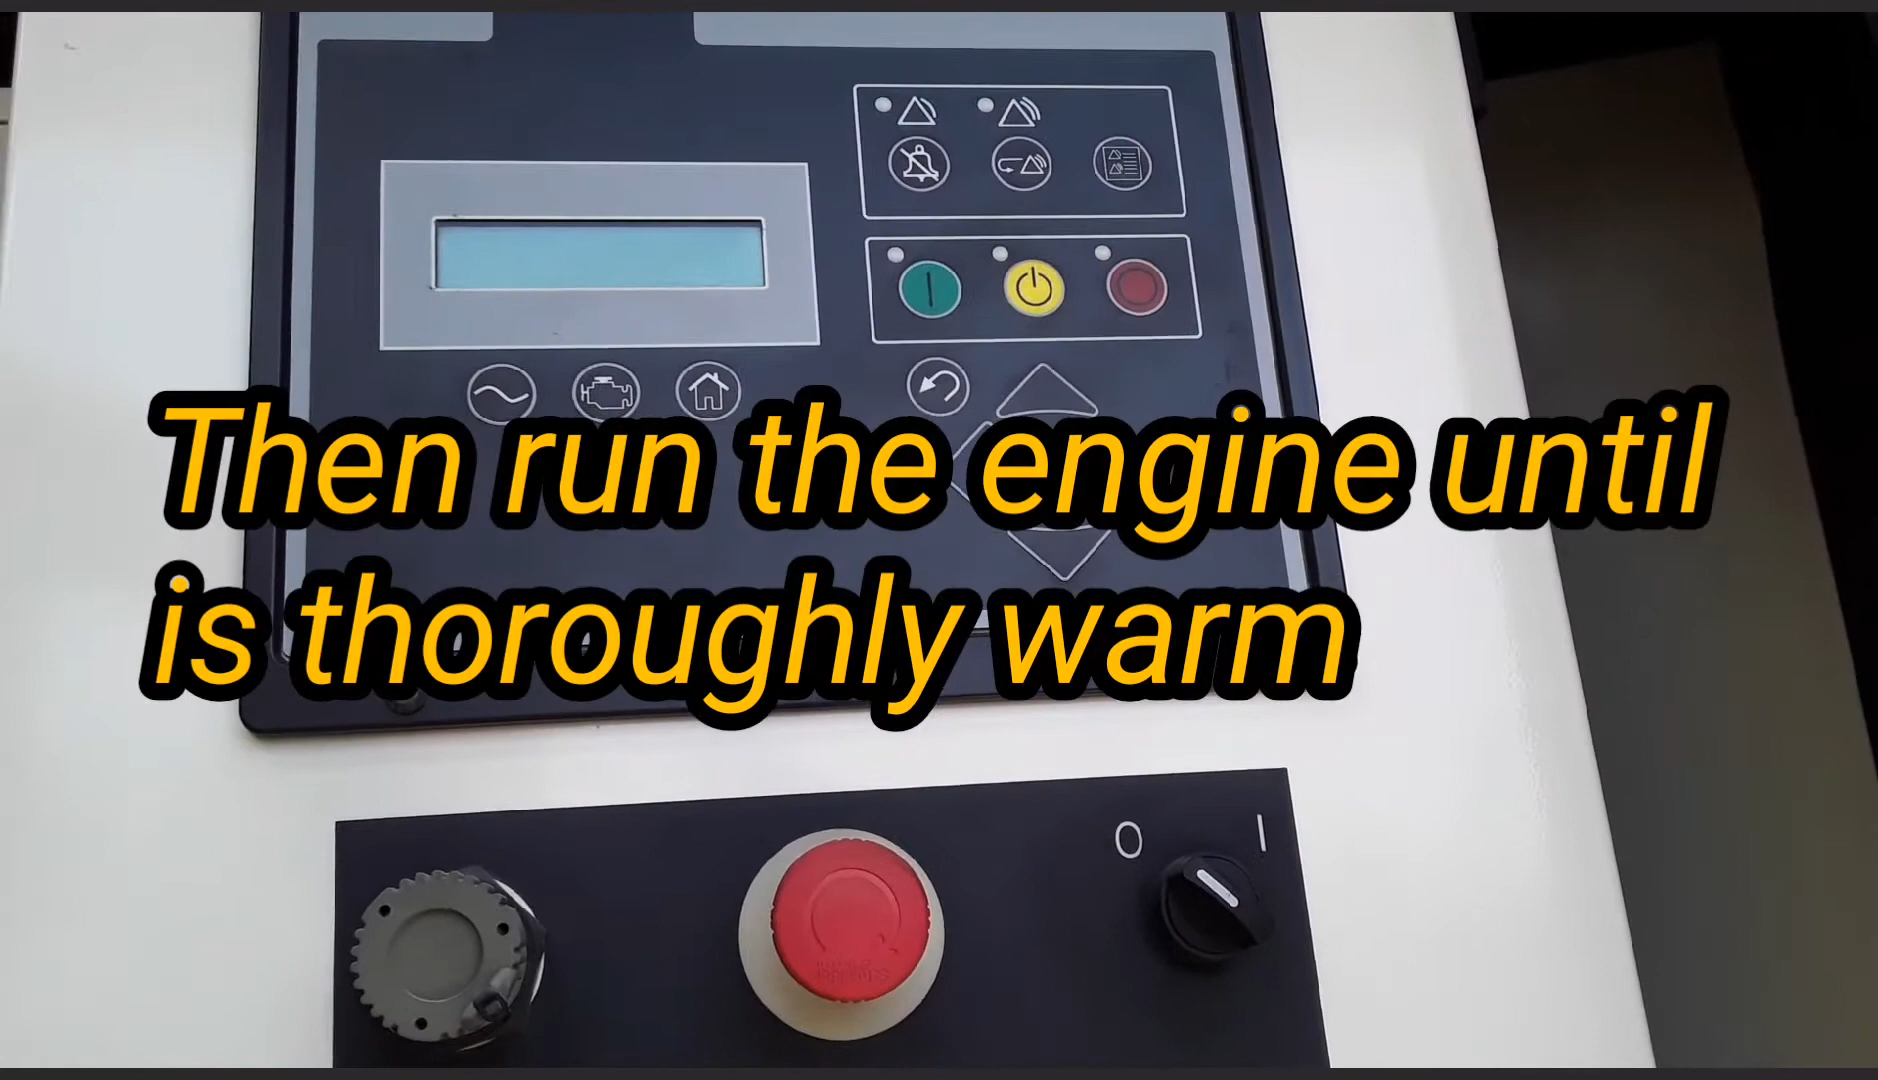 Then run the engine until
is thoroughly warm
O I